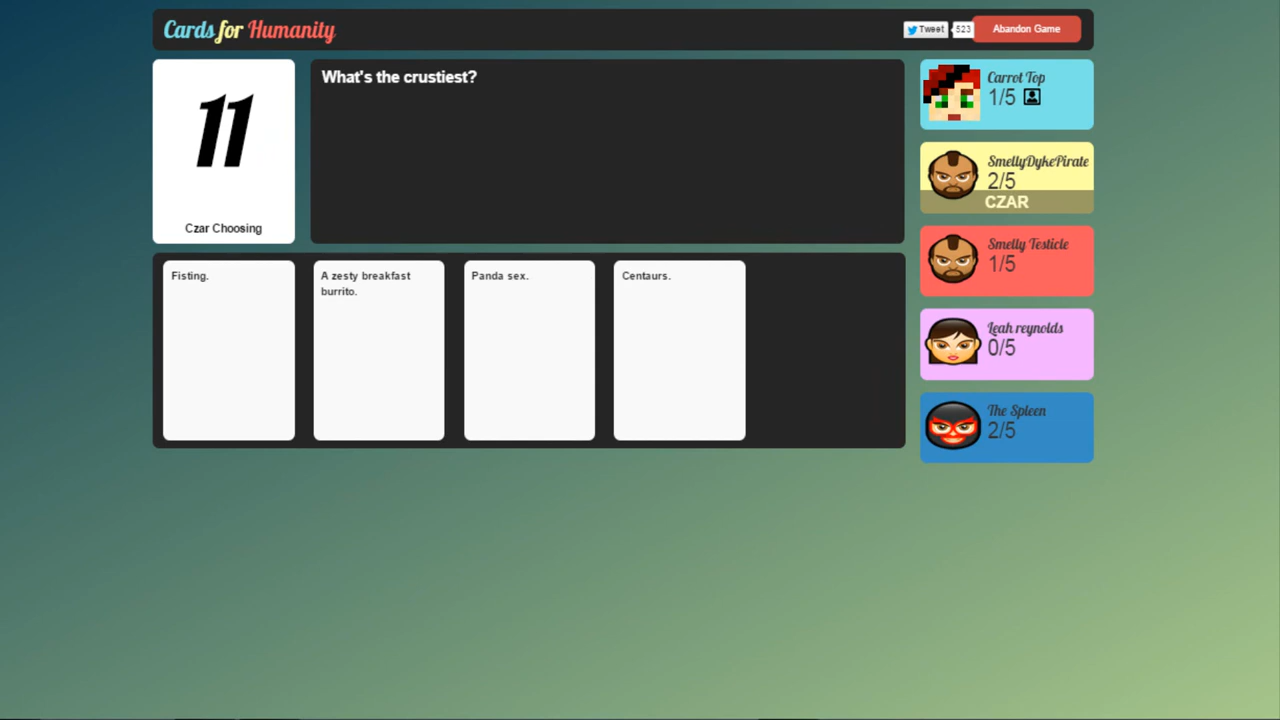 Cards for Humanity
Tweet 523
Abandon Game
11
Czar Choosing
What's the crustiest?
Fisting.
A zesty breakfast
burrito.
Panda sex.
Centaurs.
Carrot Top
1/5
SmellyDykePirate
2/5
CZAR
Smelly Testicle
1/5
Leah reynolds
0/5
The Spleen
2/5